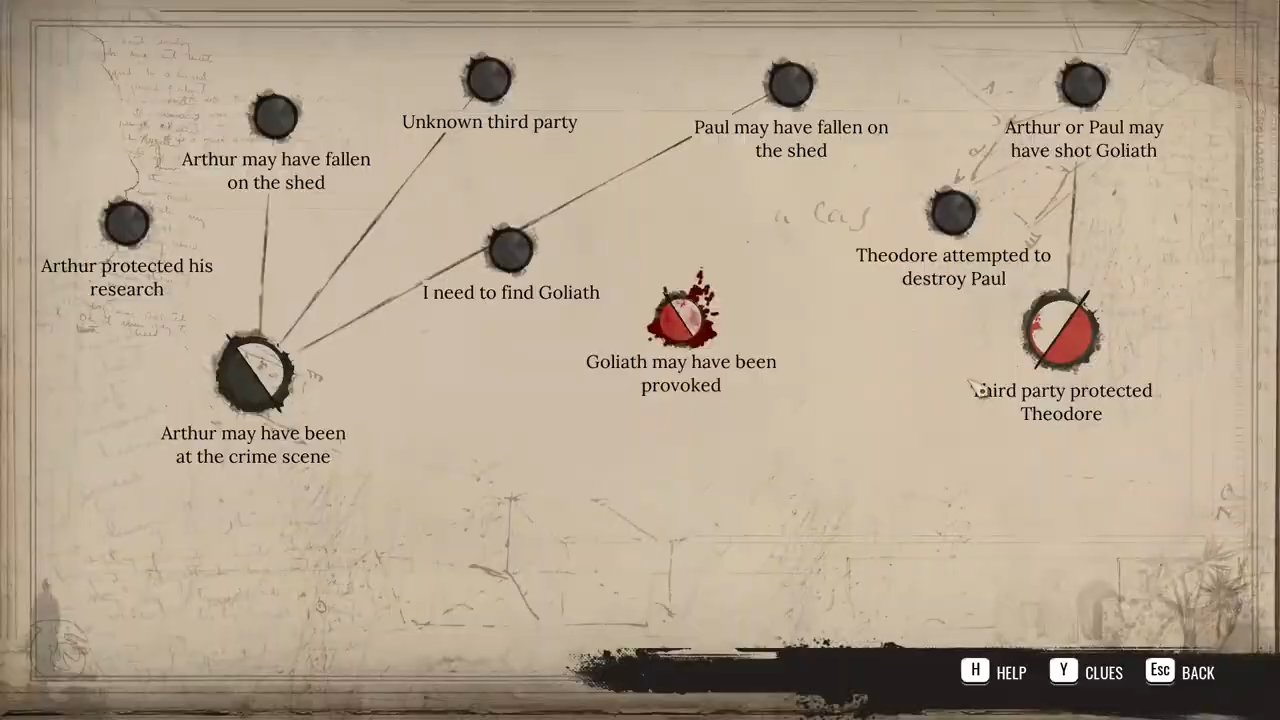 Unknown third party
Paul may have fallen on
the shed
Arthur or Paul may
have shot Goliath
Arthur may have fallen
on the shed
Arthur protected his
research
I need to find Goliath
Theodore attempted to
destroy Paul
Goliath may have been
provoked
Third party protected
Theodore
Arthur may have been
at the crime scene
H HELP
Y CLUES
Esc BACK